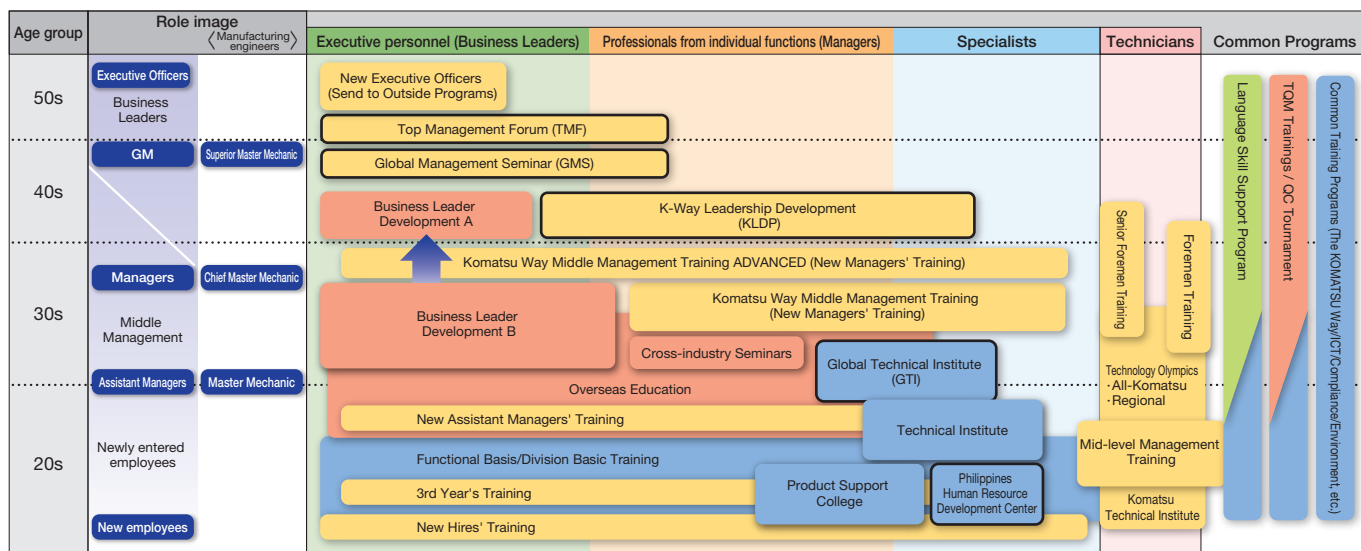 Age group
Role image
〈Manufacturing
engineers〉
Executive personnel (Business Leaders)
Professionals from individual functions (Managers)
Specialists
Technicians
Common Programs
50s
Executive Officers
Business
Leaders
New Executive Officers
(Send to Outside Programs)
Top Management Forum (TMF)
GM
Superior Master Mechanic
Global Management Seminar (GMS)
40s
Business Leader
Development A
K-Way Leadership Development
(KLDP)
Senior Foremen Training
Foremen Training
Language Skill Support Program
TQM Trainings / QC Tournament
Common Training Programs (The KOMATSU Way/ICT/Compliance/Environment, etc.)
Komatsu Way Middle Management Training ADVANCED (New Managers' Training)
Managers
Chief Master Mechanic
30s
Middle
Management
Business Leader
Development B
Komatsu Way Middle Management Training
(New Managers' Training)
Cross-industry Seminars
Global Technical Institute
(GTI)
Technology Olympics
・All-Komatsu
・Regional
Assistant Managers
Master Mechanic
Overseas Education
New Assistant Managers' Training
Technical Institute
Mid-level Management
Training
20s
Newly entered
employees
Functional Basis/Division Basic Training
3rd Year's Training
Product Support
College
Philippines
Human Resource
Development Center
Komatsu
Technical Institute
New employees
New Hires' Training